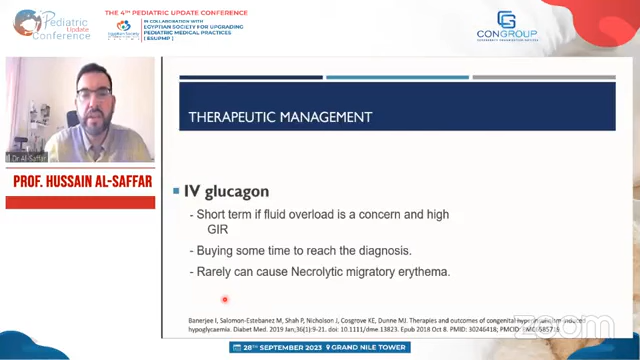 Pediatric
Update
Conference
THE 4TH PEDIATRIC UPDATE CONFERENCE
IN COLLABORATION WITH
EGYPTIAN SOCIETY FOR UPGRADING
PEDIATRIC MEDICAL PRACTICES
( ESUPMP )
CONGROUP
THERAPEUTIC MANAGEMENT
Dr Al-Saffar
PROF. HUSSAIN AL-SAFFAR
IV glucagon
- Short term if fluid overload is a concern and high
GIR
- Buying some time to reach the diagnosis.
- Rarely can cause Necrolytic migratory erythema.
Banerjee I, Salomon-Estebanez M, Shah P, Nicholson J, Cosgrove KE, Dunne MJ. Therapies and outcomes of congenital
hypoglycaemia. Diabet Med. 2019 Jan;36(1):9-21. doi: 10.1111/dme.13823. Epub 2018 Oct 8. PMID: 30246418; PMCID:
zoom
28TH SEPTEMBER 2023 GRAND NILE TOWER